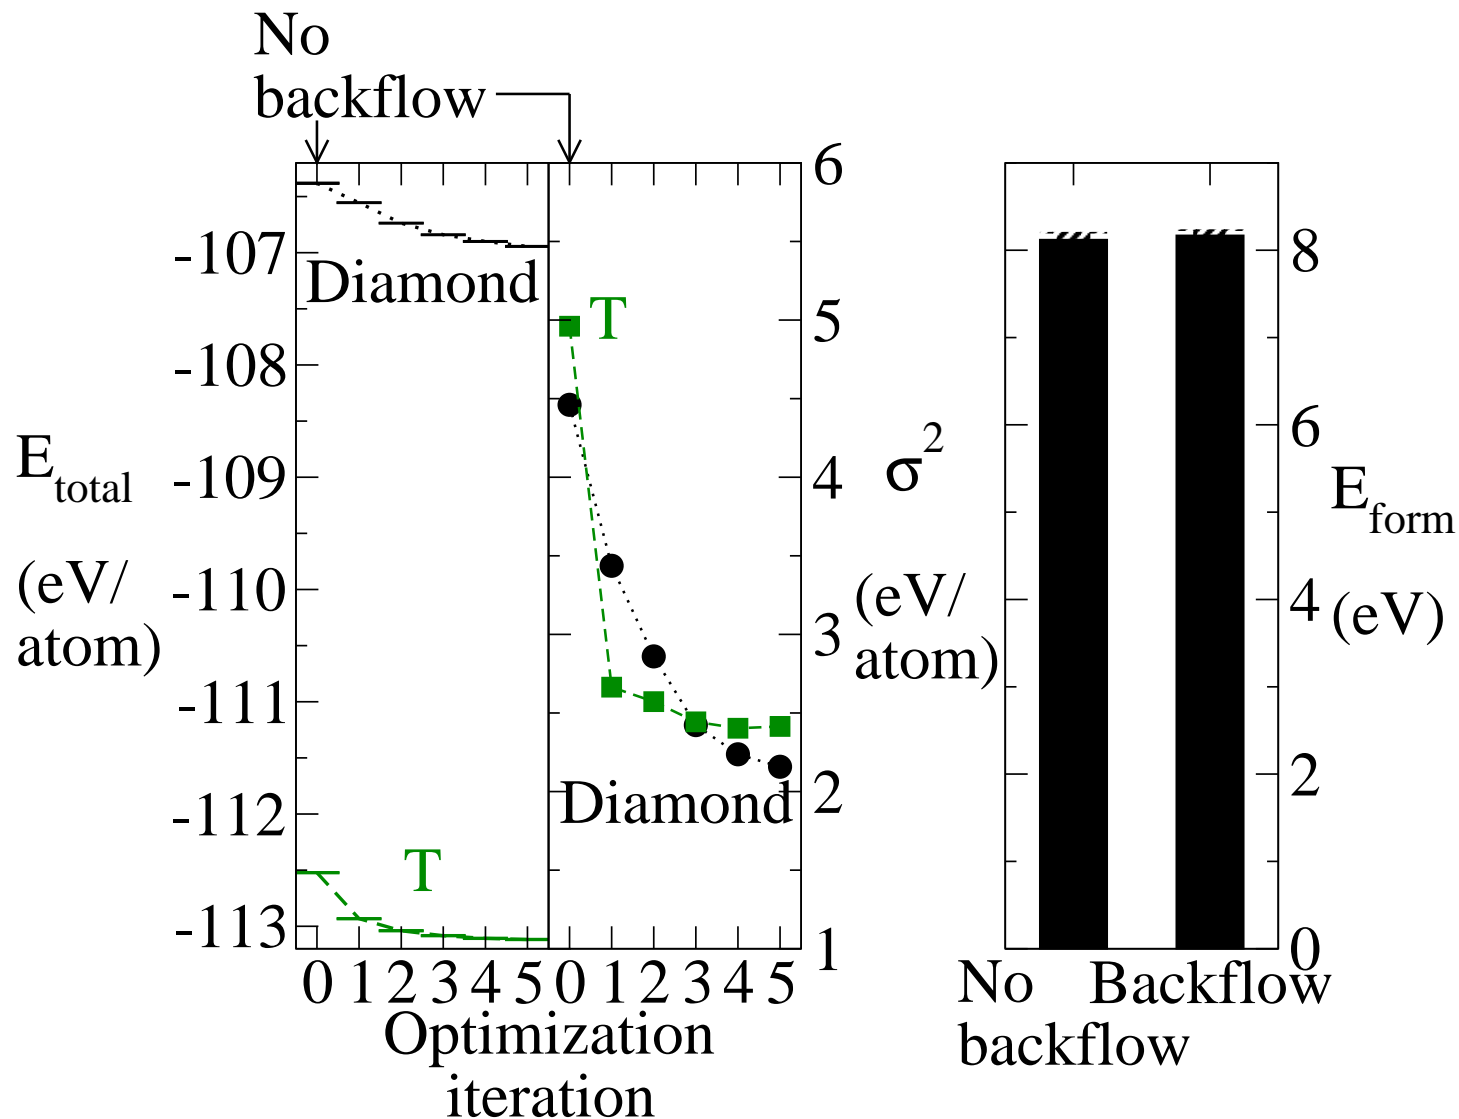 No
backflow
6
-107
Diamond
8
T
5
-108
E_total
-109
4
σ^2
6
E_form
(eV/
atom)
-110
3
(eV/
atom)
4
(eV)
-111
Diamond
2
2
-112
T
-113
1
0
0 1 2 3 4 5
0 1 2 3 4 5
Optimization
iteration
No
backflow
Backflow